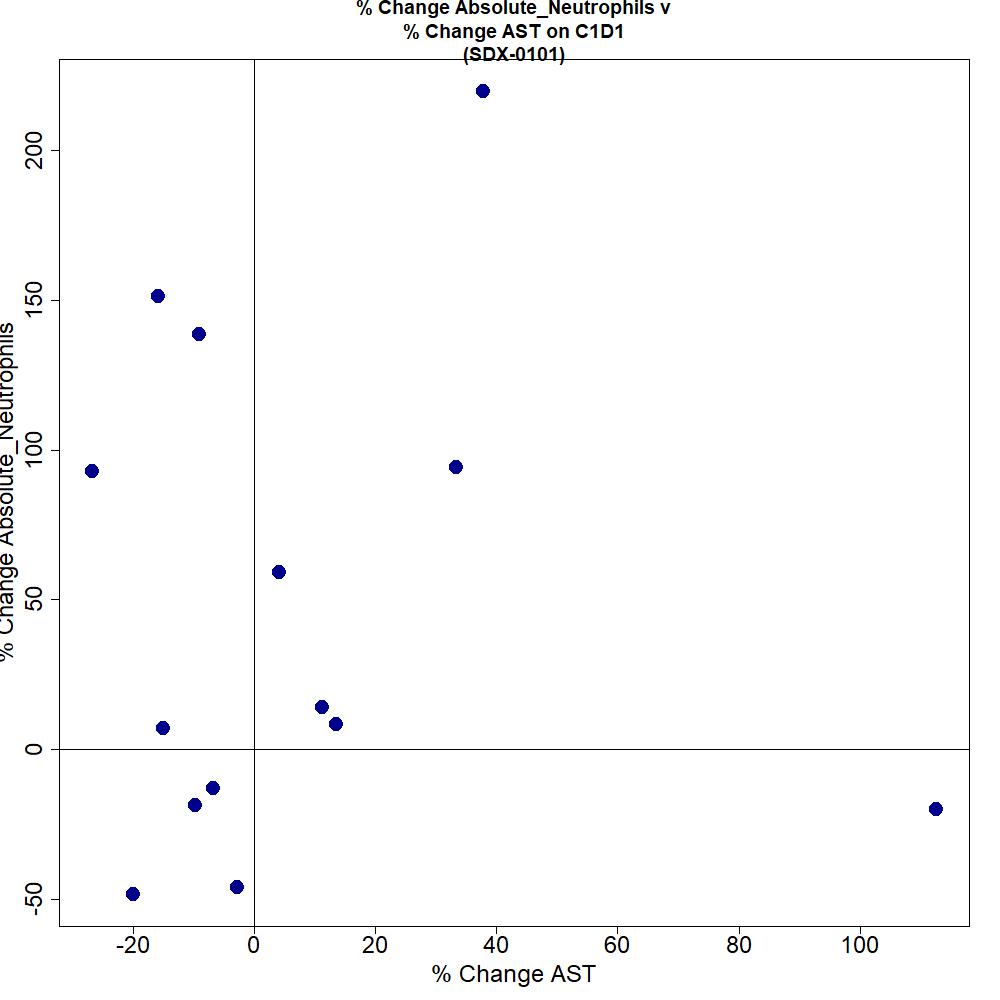 % Change Absolute_Neutrophils v
% Change AST on C1D1
(SDX-0101)
% Change Absolute_Neutrophils
200
150
100
50
0
-50
-20
0
20
40
60
80
100
% Change AST